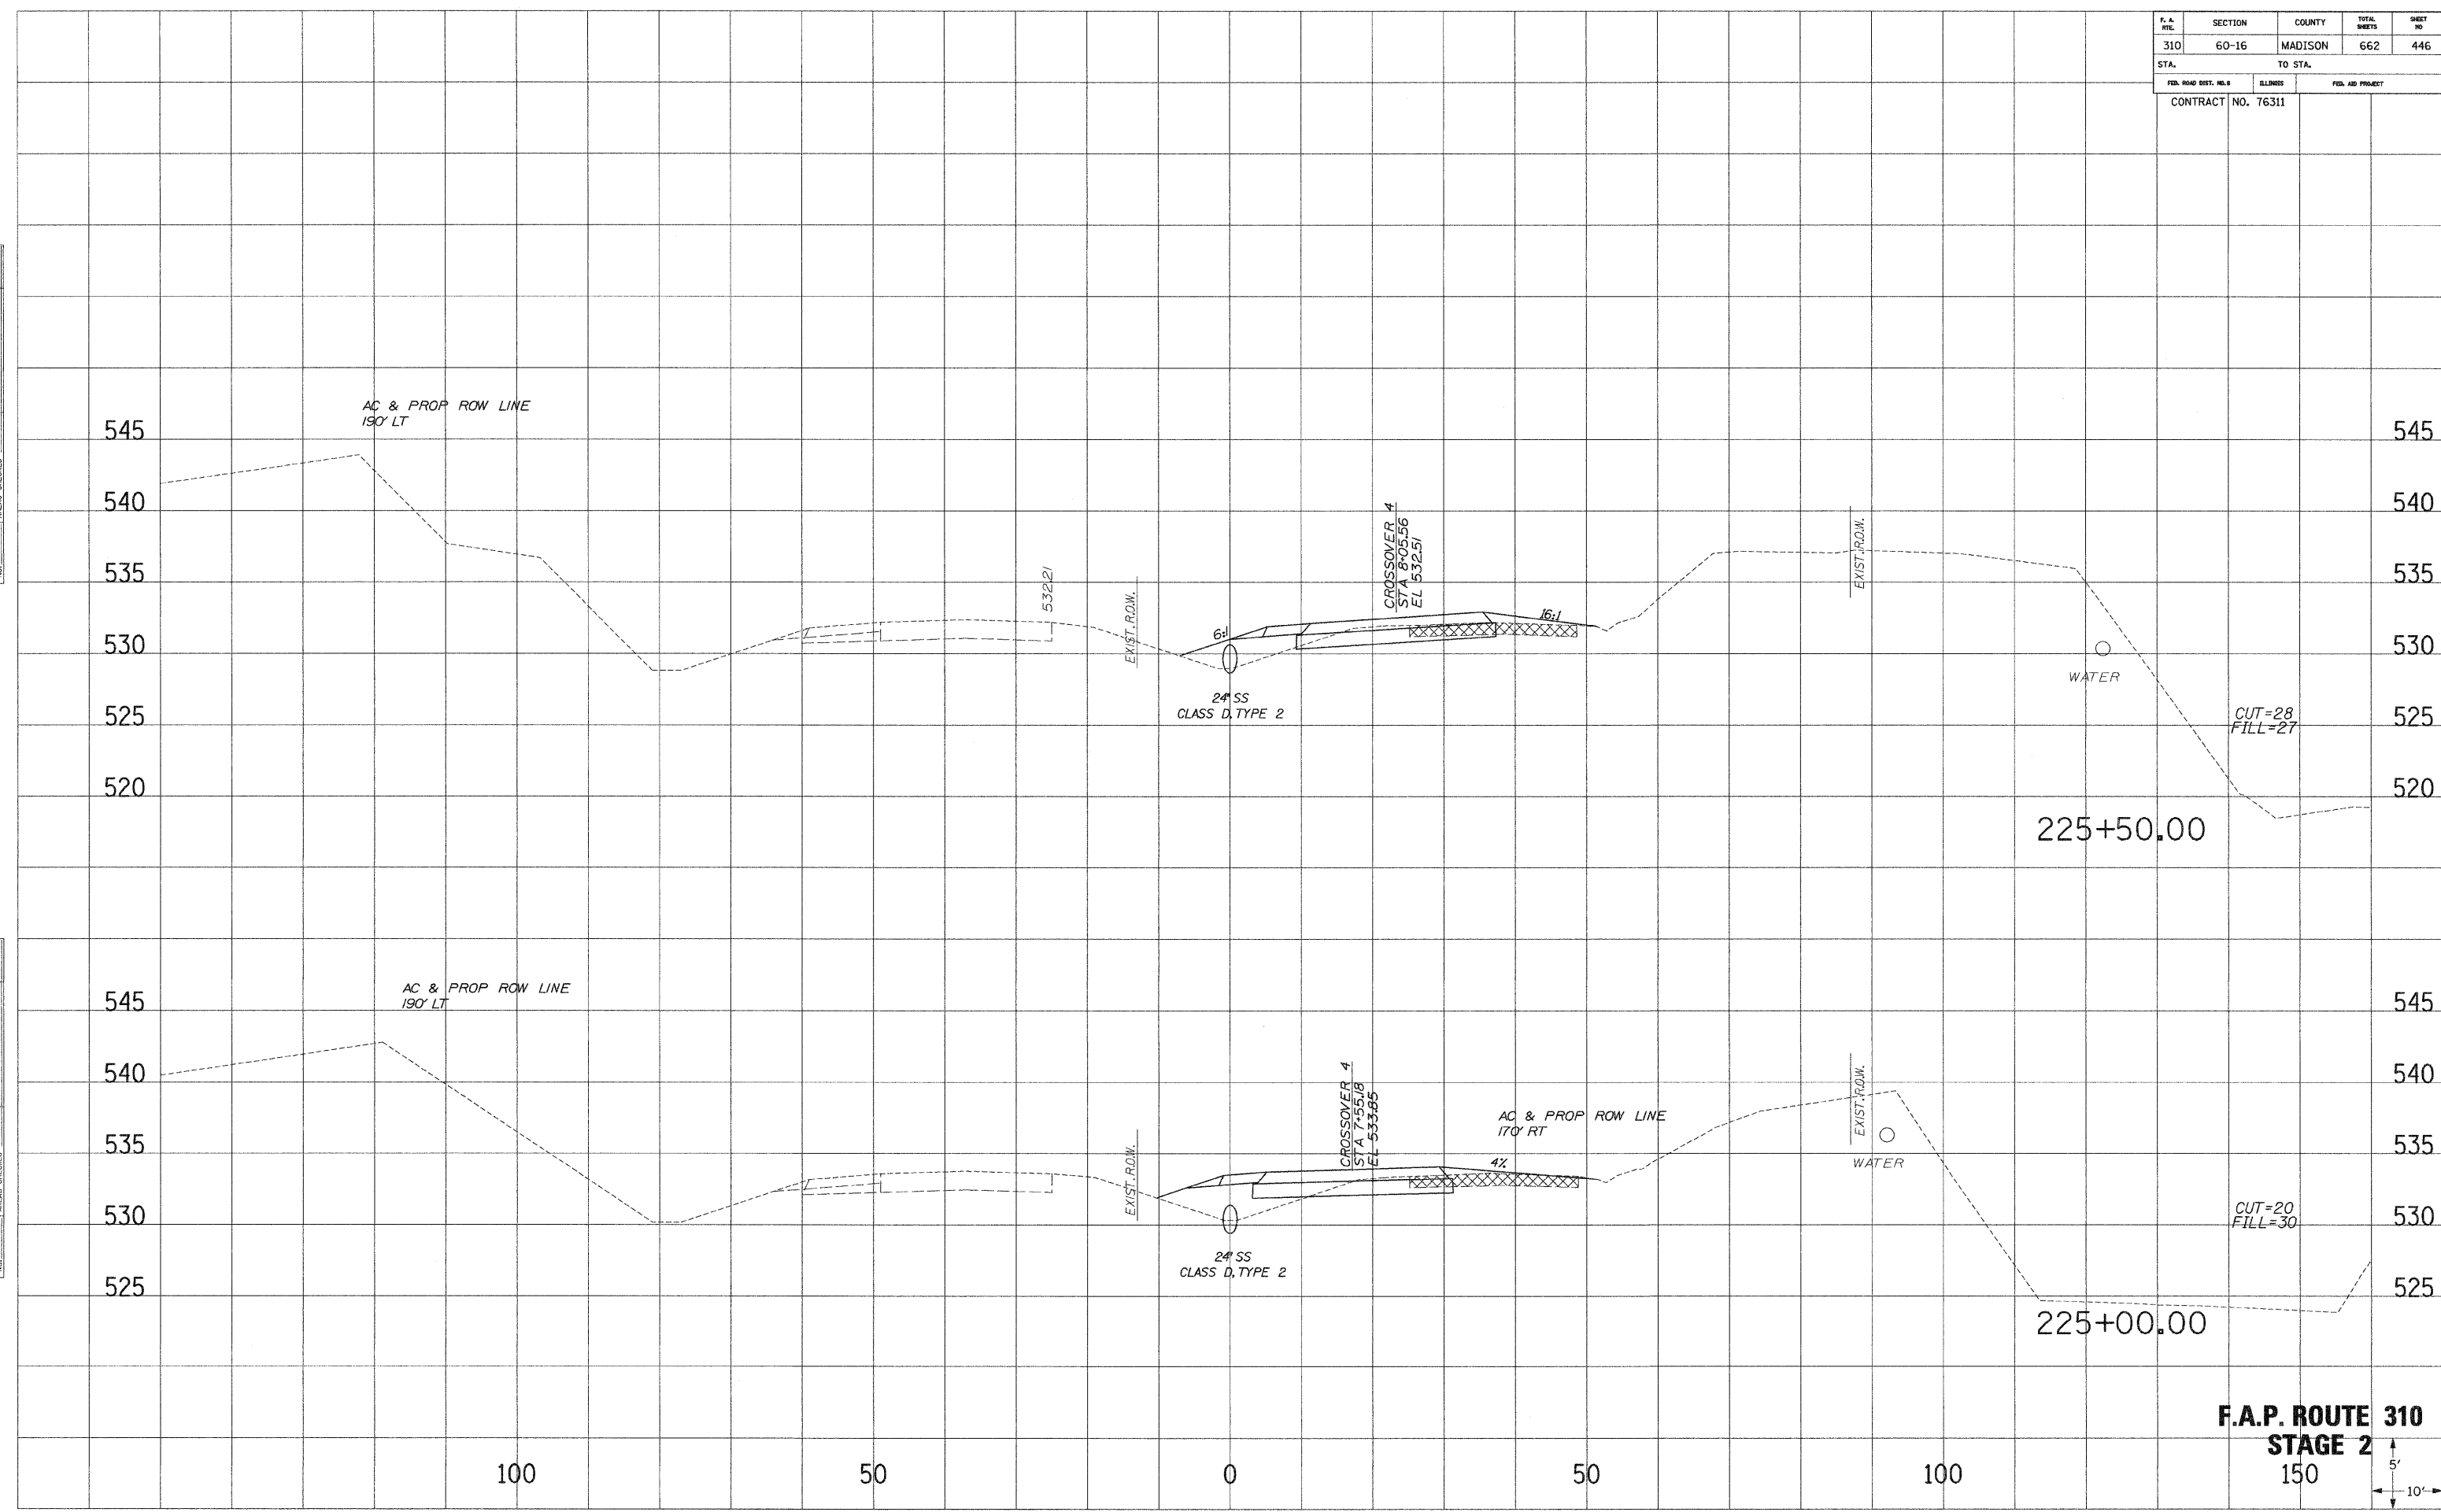 F. A. RTE. SECTION COUNTY TOTAL SHEETS SHEET NO
310 60-16 MADISON 662 446
STA. TO STA.
FED. ROAD DIST. NO. ILLINOIS FED. AID PROJECT
CONTRACT NO. 76311
AC & PROP ROW LINE
190' LT
545 545
540 540
535 535
530 530
525 525
520 520
532.21
EXIST. R.O.W.
6:1
CROSSOVER 4
STA 8+05.56
EL 532.51
16:1
EXIST. R.O.W.
24" SS
CLASS D, TYPE 2
WATER
CUT=28
FILL=27
225+50.00
AC & PROP ROW LINE
190' LT
545 545
540 540
535 535
530 530
525 525
EXIST. R.O.W.
CROSSOVER 4
STA 7+55.18
EL 533.85
4%
AC & PROP ROW LINE
170' RT
EXIST. R.O.W.
WATER
24" SS
CLASS D, TYPE 2
CUT=20
FILL=30
225+00.00
F.A.P. ROUTE 310
STAGE 2
100 50 0 50 100 150
5'
10'